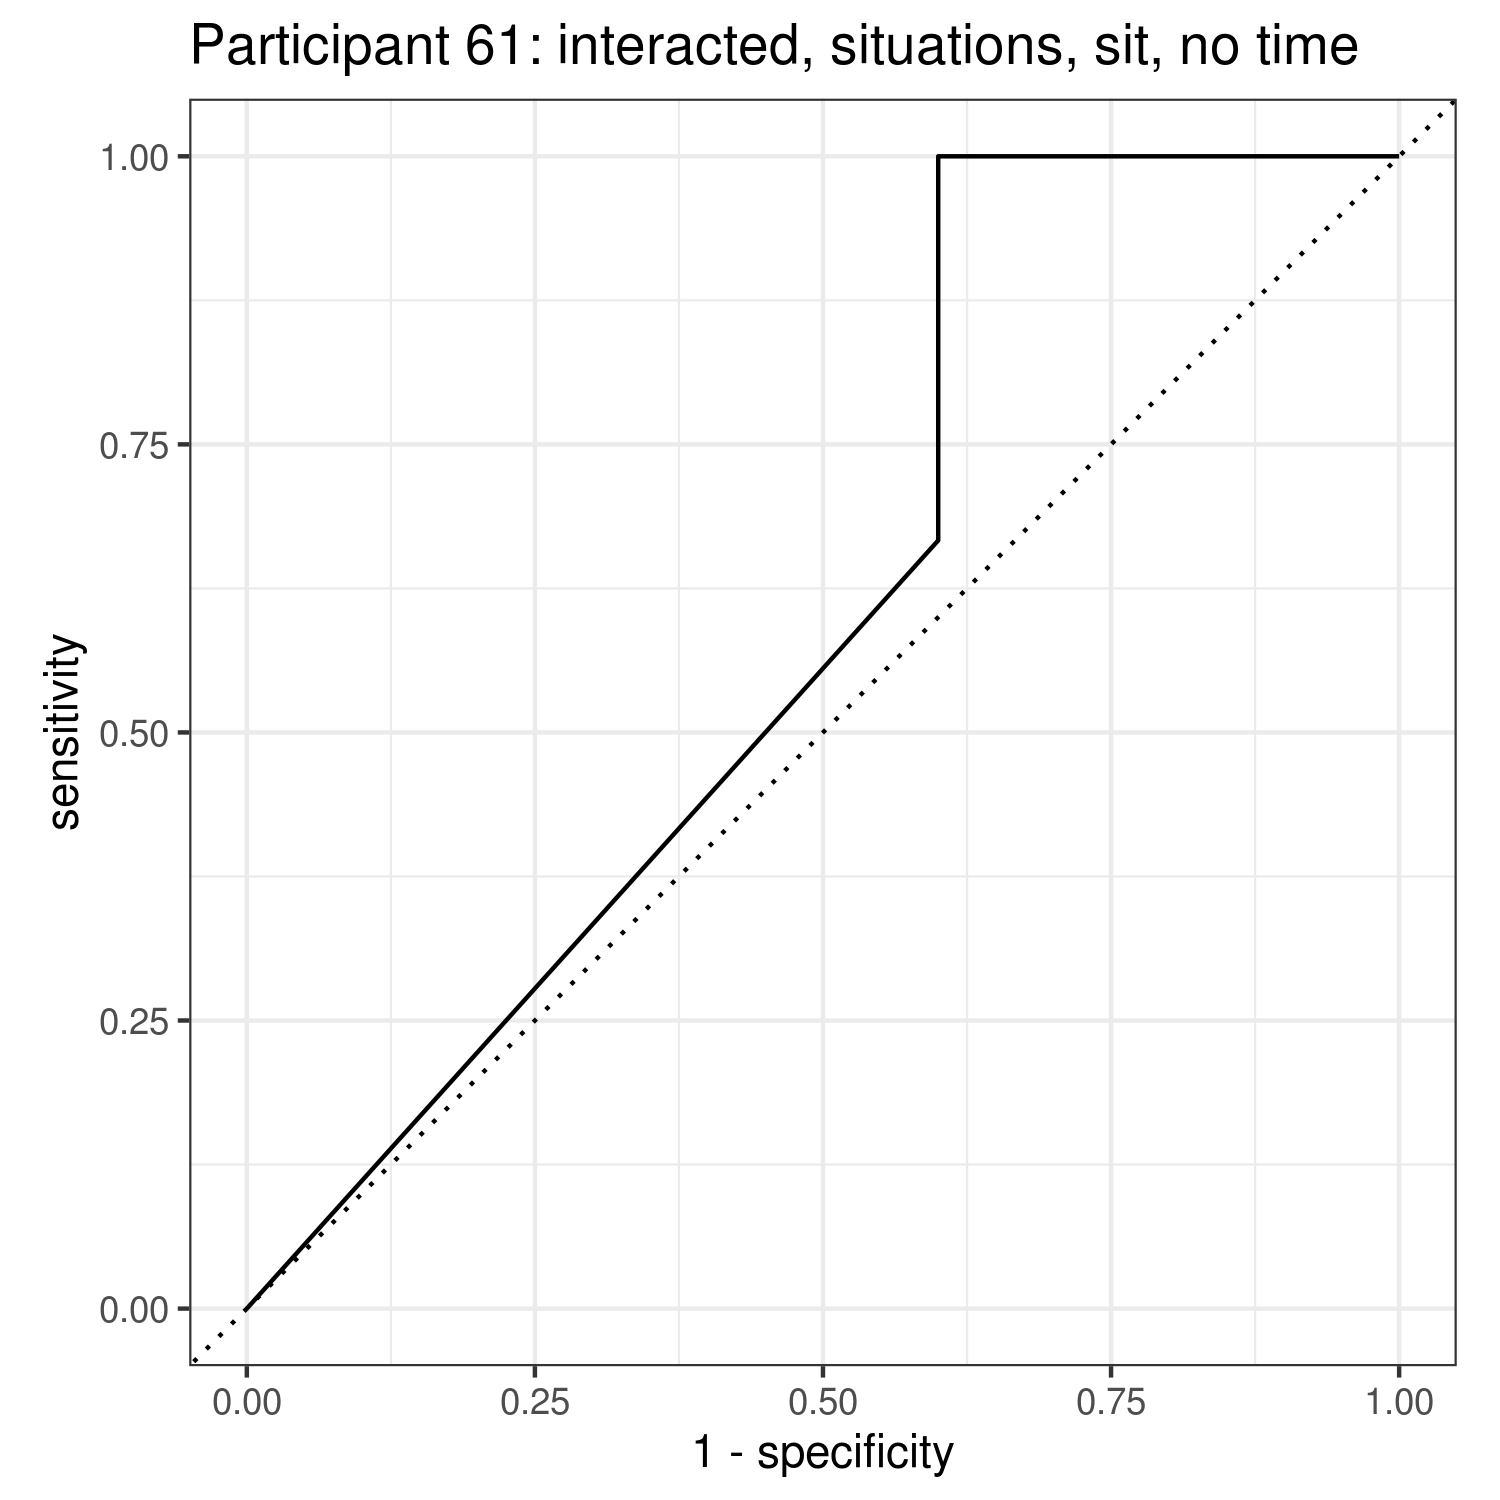 Participant 61: interacted, situations, sit, no time
1.00
0.75
0.50
0.25
0.00
sensitivity
0.00 0.25 0.50 0.75 1.00
1 - specificity